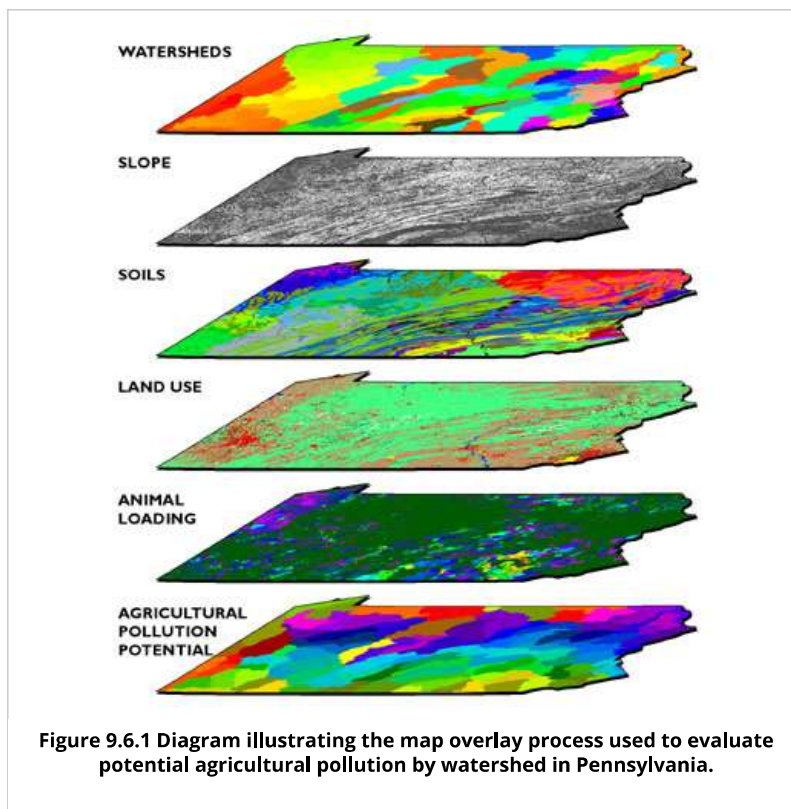 WATERSHEDS
SLOPE
SOILS
LAND USE
ANIMAL
LOADING
AGRICULTURAL
POLLUTION
POTENTIAL
Figure 9.6.1 Diagram illustrating the map overlay process used to evaluate
potential agricultural pollution by watershed in Pennsylvania.